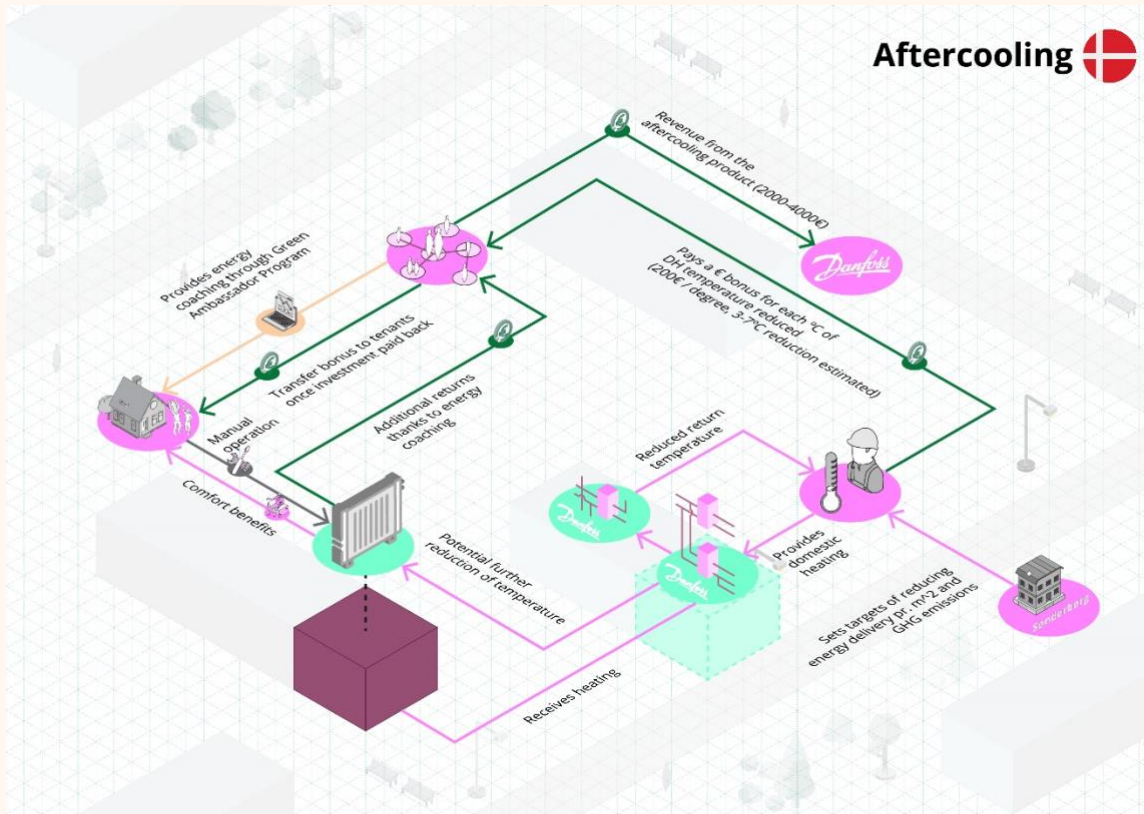 Aftercooling
Revenue from the
aftercooling product (2000-4000€)
Danfoss
Pays a € bonus for each ºC of
DH temperature reduced
(200€ / degree, 3-7ºC reduction estimated)
Provides energy
coaching through Green
Ambassador Program
Transfer bonus to tenants
once investment paid back
Additional returns
thanks to energy
coaching
Manual
operation
Comfort benefits
Reduced return
temperature
Danfoss
Danfoss
Provides
domestic
heating
Potential further
reduction of temperature
Receives heating
Sets targets of reducing
energy delivery pr. m^2 and
GHG emissions
Sonderberg